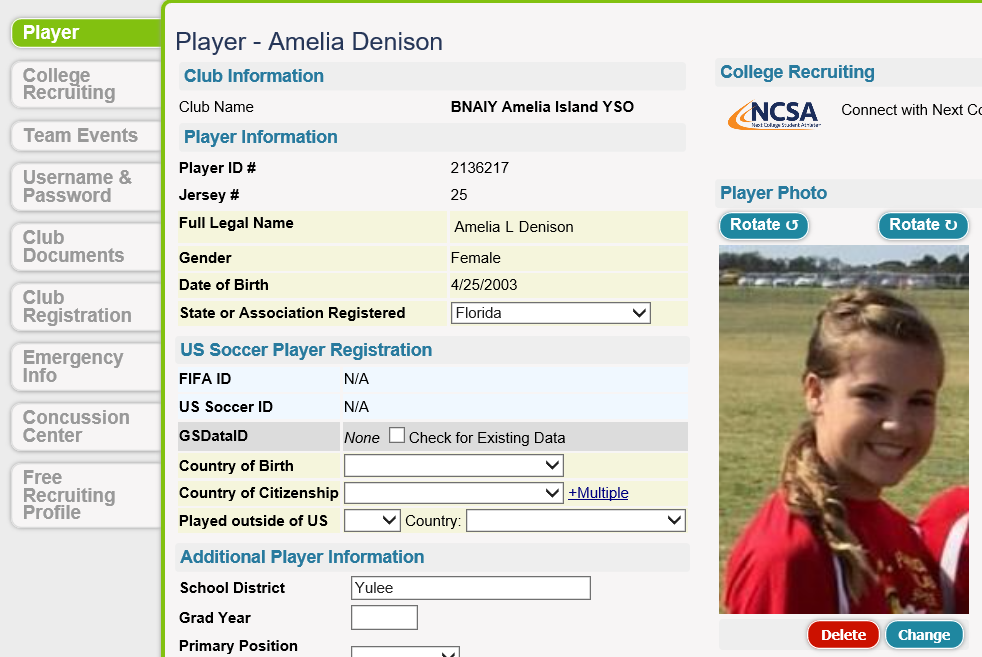 Player
College
Recruiting
Team Events
Username &
Password
Club
Documents
Club
Registration
Emergency
Info
Concussion
Center
Free
Recruiting
Profile
Player - Amelia Denison
Club Information
Club Name BNAIY Amelia Island YSO
Player Information
Player ID # 2136217
Jersey # 25
Full Legal Name Amelia L Denison
Gender Female
Date of Birth 4/25/2003
State or Association Registered Florida
US Soccer Player Registration
FIFA ID N/A
US Soccer ID N/A
GSDataID None Check for Existing Data
Country of Birth
Country of Citizenship +Multiple
Played outside of US Country:
Additional Player Information
School District Yulee
Grad Year
Primary Position
College Recruiting
NCSA Connect with Next Co
Next College Student Athlete
Player Photo
Rotate ↺ Rotate ↻
Delete Change